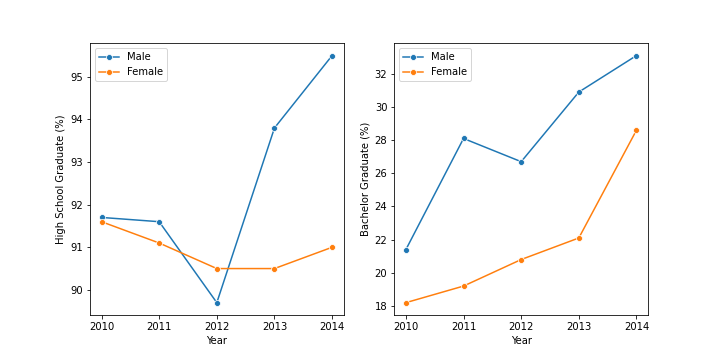 Male
Female
95
94
93
92
91
90
High School Graduate (%)
2010 2011 2012 2013 2014
Year
Male
Female
32
30
28
26
24
22
20
18
Bachelor Graduate (%)
2010 2011 2012 2013 2014
Year